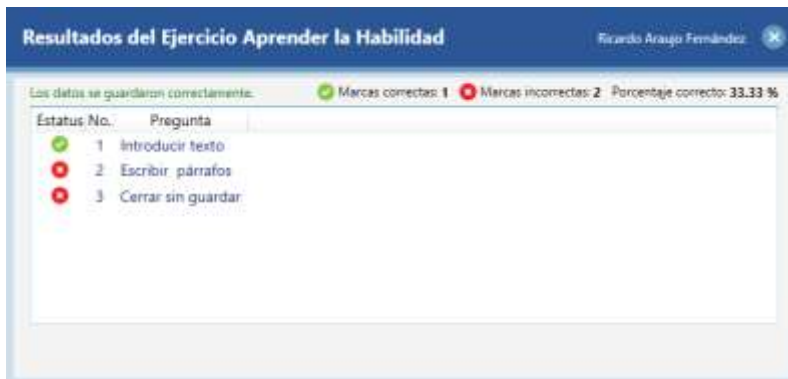 Resultados del Ejercicio Aprender la Habilidad
Ricardo Araujo Fernández
Los datos se guardaron correctamente. Marcas correctas: 1 Marcas incorrectas: 2 Porcentaje correcto: 33.33 %
Estatus No. Pregunta
1 Introducir texto
2 Escribir párrafos
3 Cerrar sin guardar